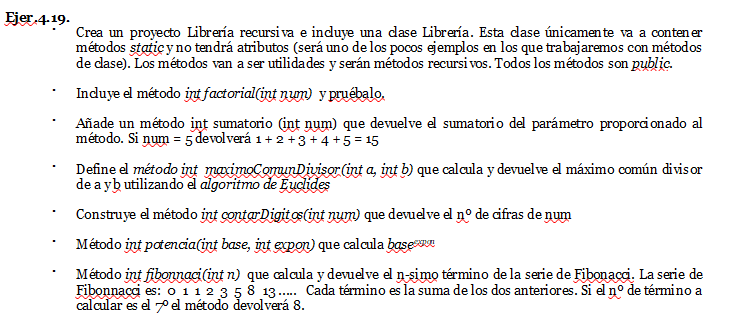 Ejer.4.19.
Crea un proyecto Librería recursiva e incluye una clase Librería. Esta clase únicamente va a contener
métodos static y no tendrá atributos (será uno de los pocos ejemplos en los que trabajaremos con métodos
de clase). Los métodos van a ser utilidades y serán métodos recursivos. Todos los métodos son public.
Incluye el método int factorial(int num) y pruébalo.
Añade un método int sumatorio (int num) que devuelve el sumatorio del parámetro proporcionado al
método. Si num = 5 devolverá 1 + 2 + 3 + 4 + 5 = 15
Define el método int maximoComunDivisor(int a, int b) que calcula y devuelve el máximo común divisor
de a y b utilizando el algoritmo de Euclides
Construye el método int contarDigitos(int num) que devuelve el nº de cifras de num
Método int potencia(int base, int expon) que calcula base^expon
Método int fibonnaci(int n) que calcula y devuelve el n-simo término de la serie de Fibonacci. La serie de
Fibonnacci es: 0 1 1 2 3 5 8 13..... Cada término es la suma de los dos anteriores. Si el nº de término a
calcular es el 7º el método devolverá 8.